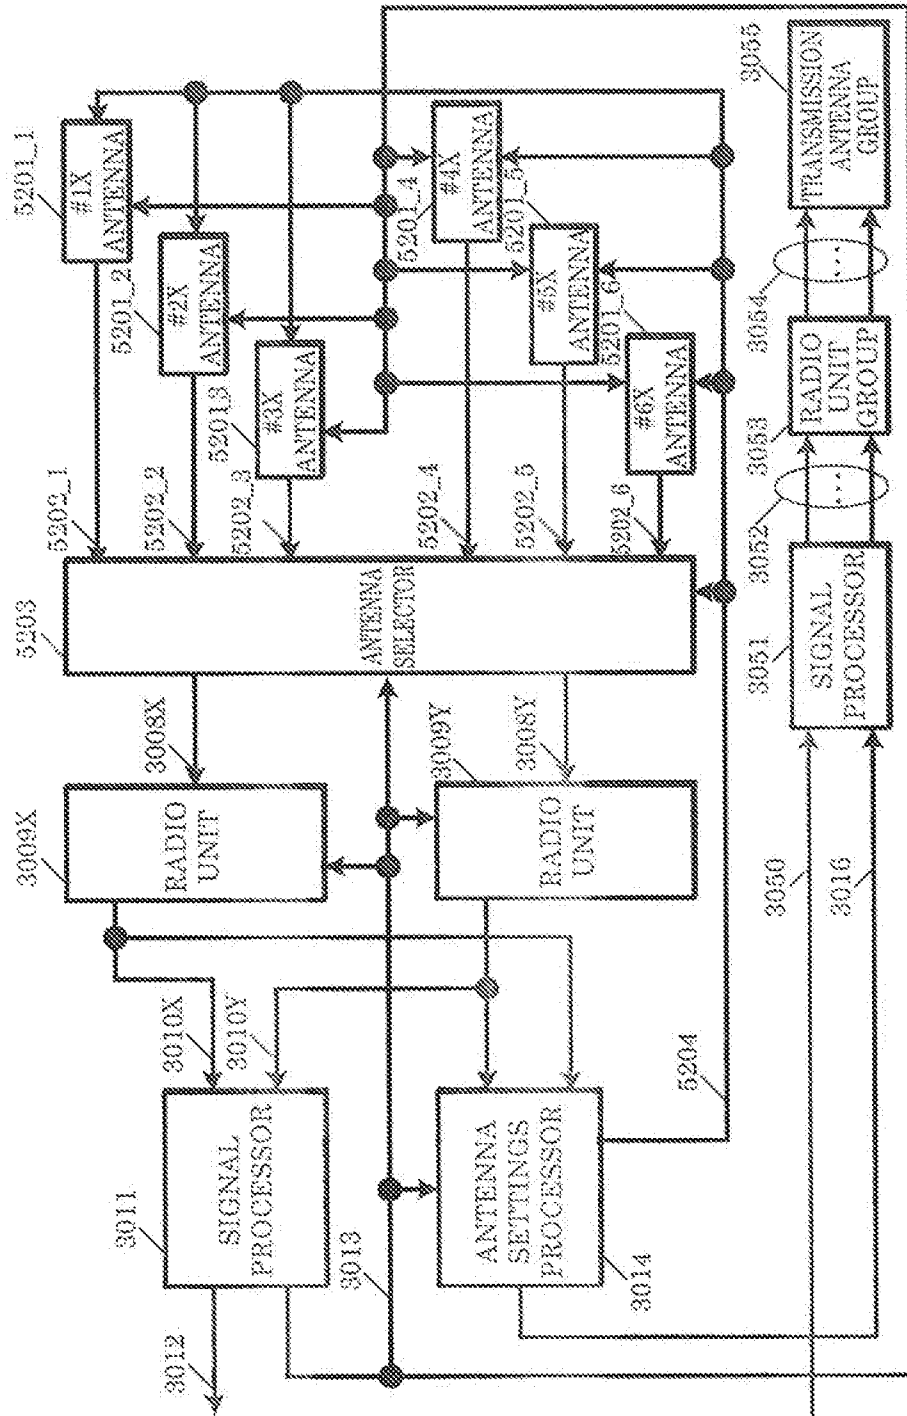 5201_1
#1X
ANTENNA
5201_2
#2X
ANTENNA
5201_3
#3X
ANTENNA
5201_4
#4X
ANTENNA
5201_5
#5X
ANTENNA
5201_6
#6X
ANTENNA
3055
TRANSMISSION
ANTENNA
GROUP
5202_1
5202_2
5202_3
5202_4
5202_5
5202_6
3054
3053
RADIO
UNIT
GROUP
3052
5203
ANTENNA
SELECTOR
3051
SIGNAL
PROCESSOR
3008X
3008Y
3009X
RADIO
UNIT
3009Y
RADIO
UNIT
3050
3016
3010X
3010Y
5204
3011
SIGNAL
PROCESSOR
ANTENNA
SETTINGS
PROCESSOR
3014
3013
3012